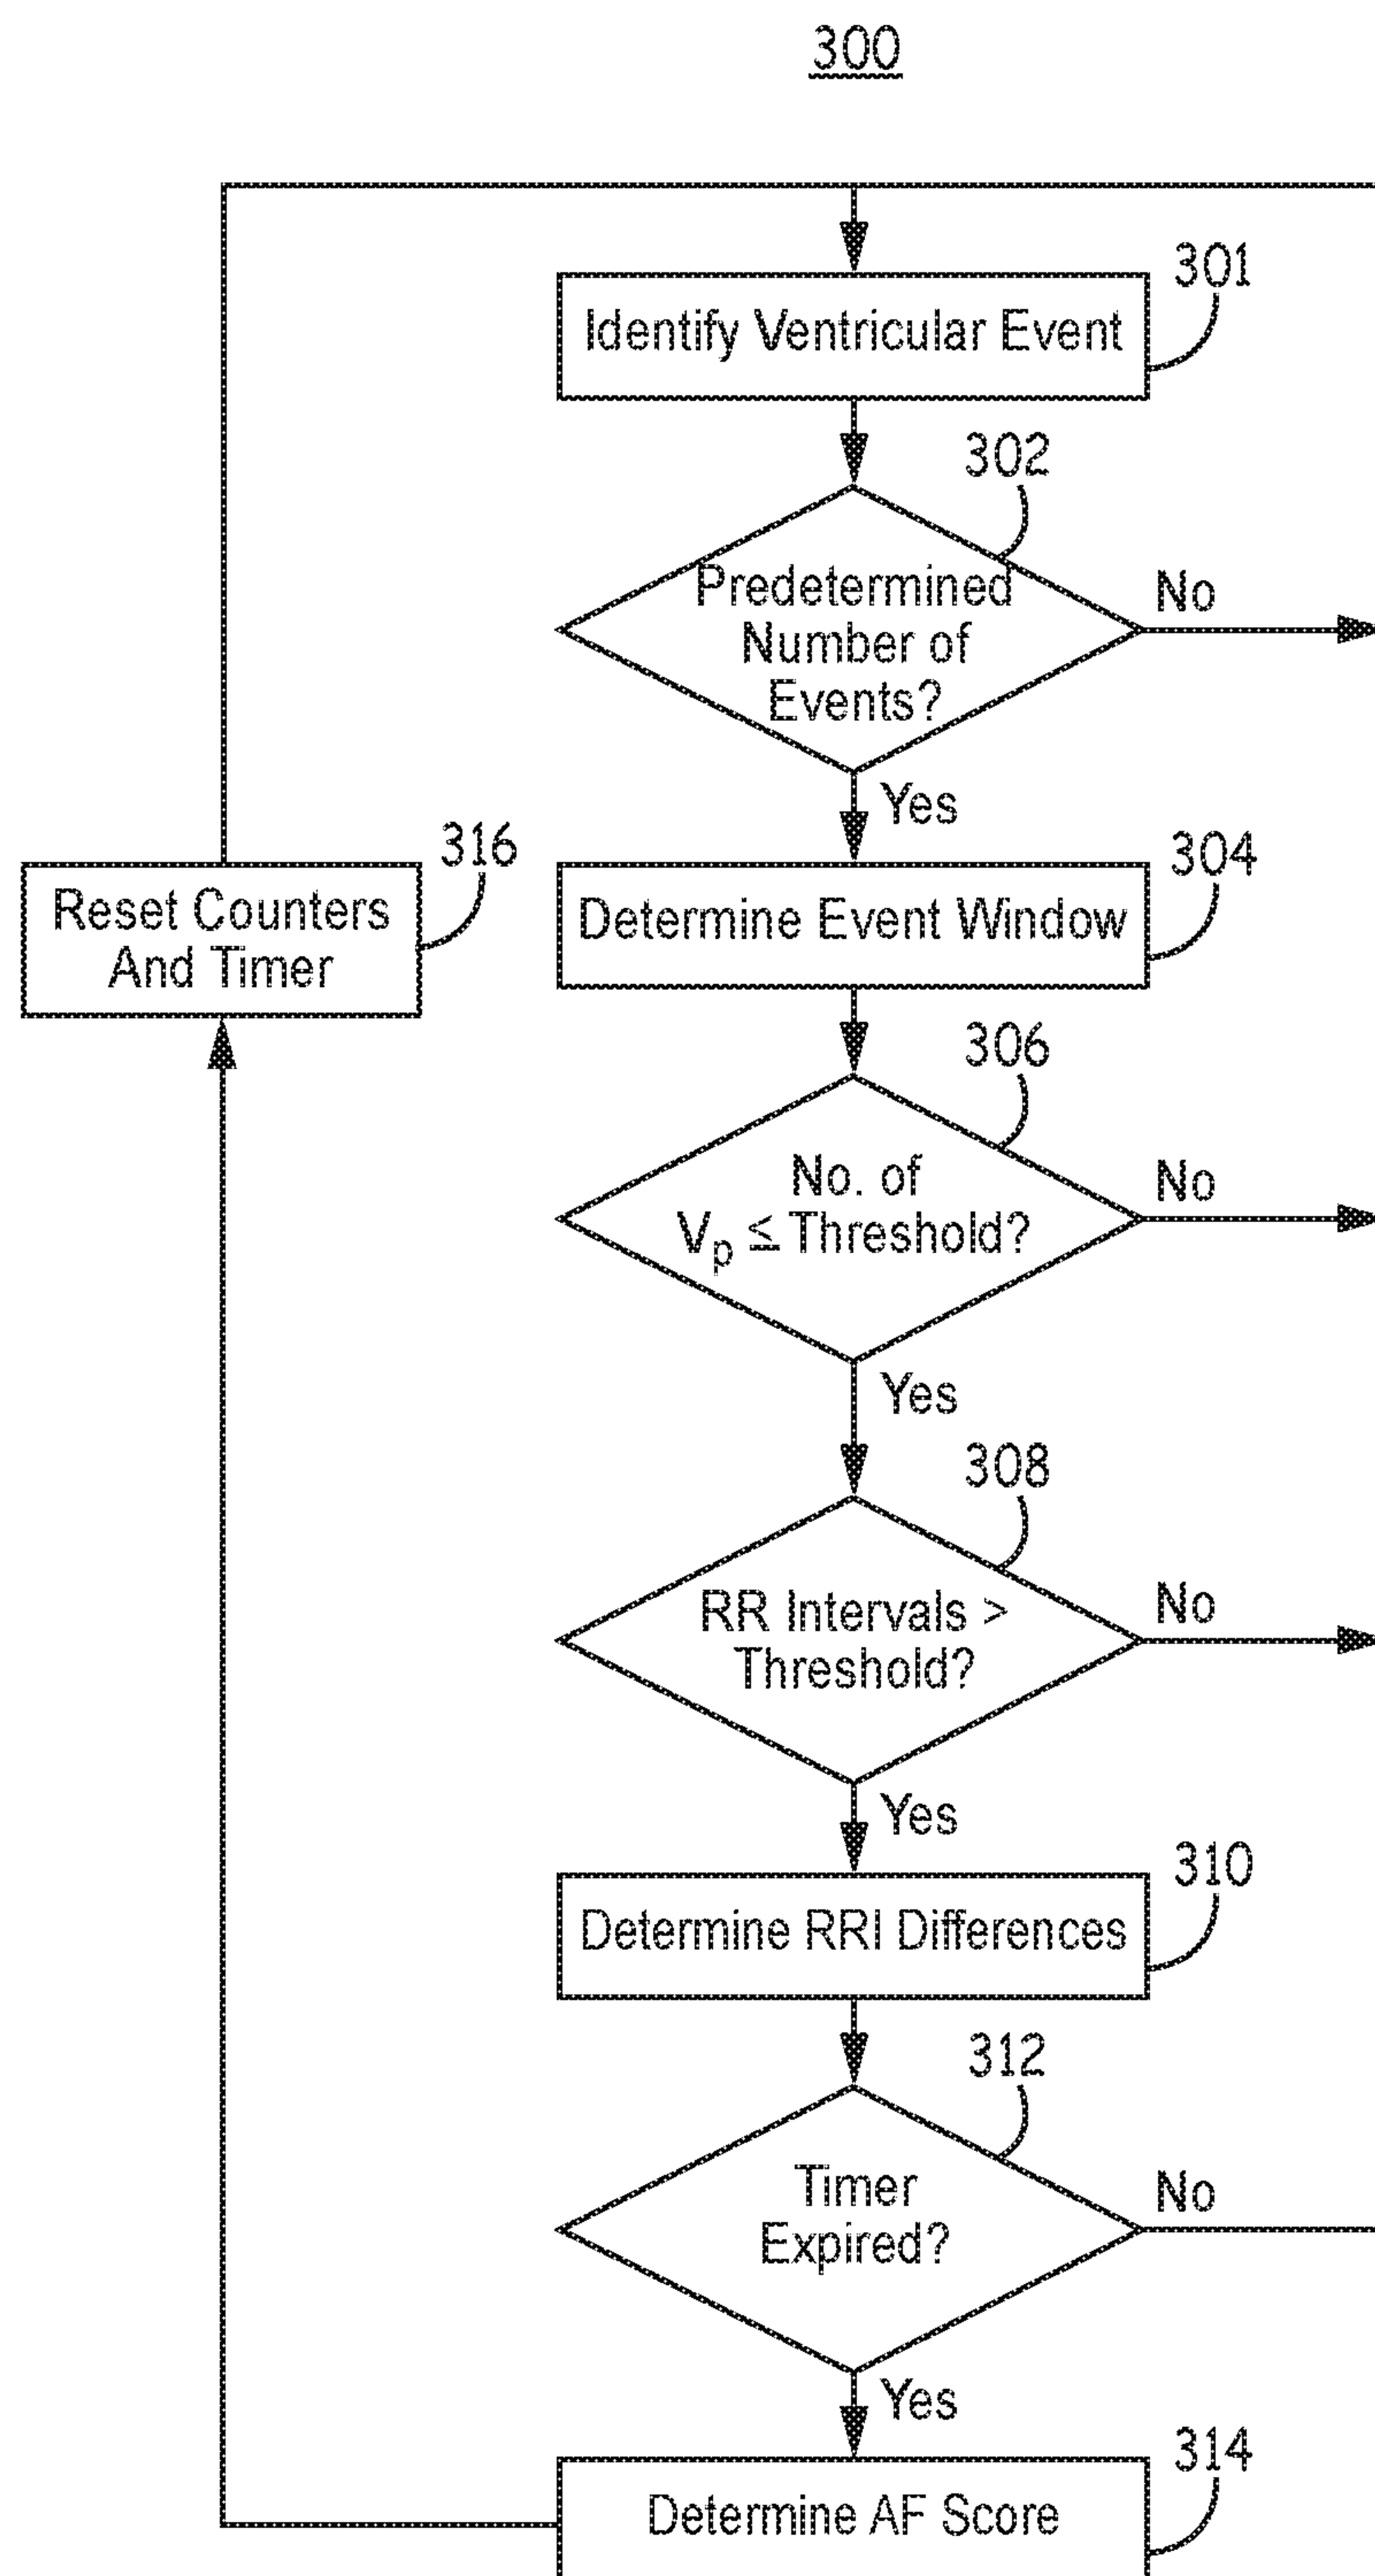 300
301
Identify Ventricular Event
302
Predetermined
Number of
Events?
No
Yes
316
Reset Counters
And Timer
304
Determine Event Window
306
No. of
Vp ≤ Threshold?
No
Yes
308
RR Intervals >
Threshold?
No
Yes
310
Determine RRI Differences
312
Timer
Expired?
No
Yes
314
Determine AF Score